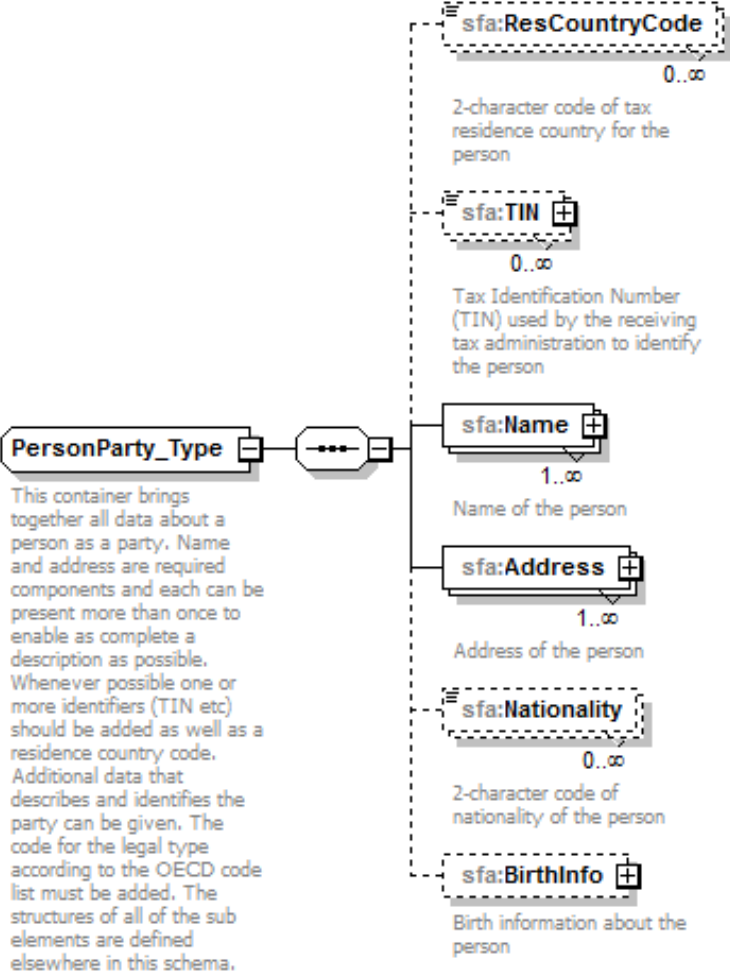 sfa:ResCountryCode
0..∞
2-character code of tax
residence country for the
person
sfa:TIN
0..∞
Tax Identification Number
(TIN) used by the receiving
tax administration to identify
the person
PersonParty_Type
This container brings
together all data about a
person as a party. Name
and address are required
components and each can be
present more than once to
enable as complete a
description as possible.
Whenever possible one or
more identifiers (TIN etc)
should be added as well as a
residence country code.
Additional data that
describes and identifies the
party can be given. The
code for the legal type
according to the OECD code
list must be added. The
structures of all of the sub
elements are defined
elsewhere in this schema.
sfa:Name
1..∞
Name of the person
sfa:Address
1..∞
Address of the person
sfa:Nationality
0..∞
2-character code of
nationality of the person
sfa:BirthInfo
Birth information about the
person